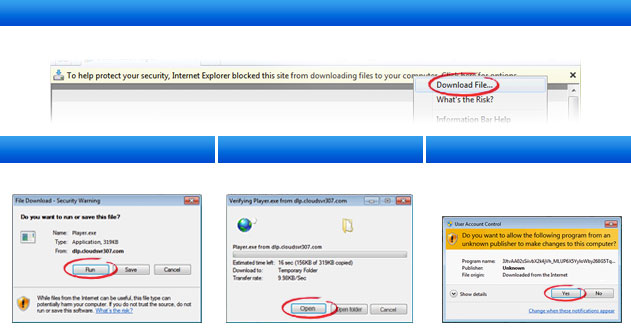 To help protect your security, Internet Explorer blocked this site from downloading files to your computer. Click here for options...
Download File...
What's the Risk?
Information Bar Help
File Download - Security Warning
Do you want to run or save this file?
Name: Player.exe
Type: Application, 319KB
From: dlp.cloudsvr307.com
Run Save Cancel
While files from the Internet can be useful, this file type can
potentially harm your computer. If you do not trust the source, do not
run or save this software. What's the risk?
Verifying Player.exe from dlp.cloudsvr307.com
Player.exe from dlp.cloudsvr307.com
Estimated time left: 16 sec (156KB of 319KB copied)
Download to: Temporary Folder
Transfer rate: 9.98KB/Sec
Open Open folder Cancel
User Account Control
Do you want to allow the following program from an
unknown publisher to make changes to this computer?
Program name:
Publisher: Unknown
File origin: Downloaded from the Internet
Show details Yes No
Change when these notifications appear